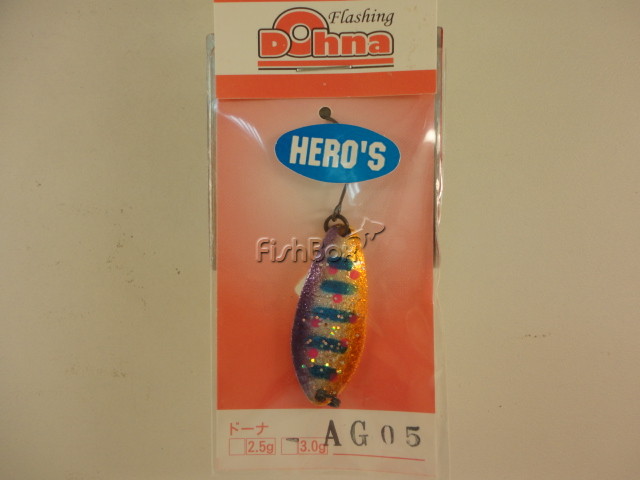 Flashing
Dohna
HERO'S
FishBox
ドーナ
2.5g 3.0g AG05